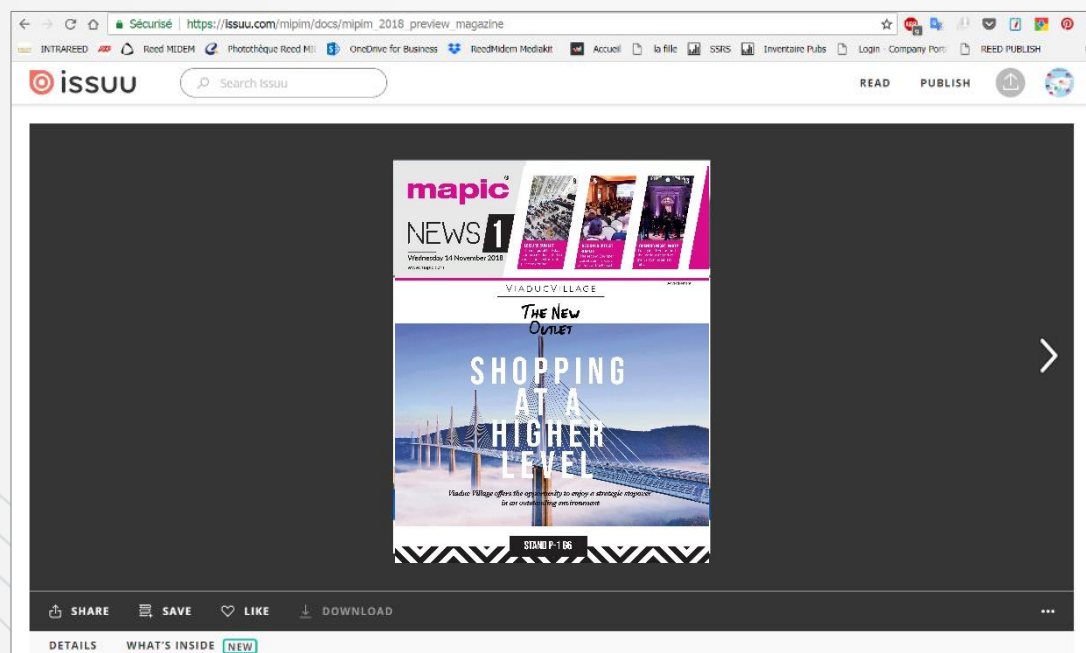 Sécurisé https://issuu.com/mipim/docs/mipim_2018_preview_magazine
INTRAREED ADP Reed MIDEM Photothèque Reed OneDrive for Business ReedMidem Mediakit Accueil la fille SSRS Inventaire Pubs Login - Company REED PUBLISH
issuu Search Issuu READ PUBLISH
mapic
NEWS 1
Wednesday 14 November 2018
VIADUCVILLAGE
THE NEW
OUTLET
SHOPPING
AT A
HIGHER
LEVEL
Viaduc Village offers the opportunity to enjoy a strategic stopover
in an outstanding environment
STAND P-1 G6
SHARE SAVE LIKE DOWNLOAD
DETAILS WHAT'S INSIDE NEW